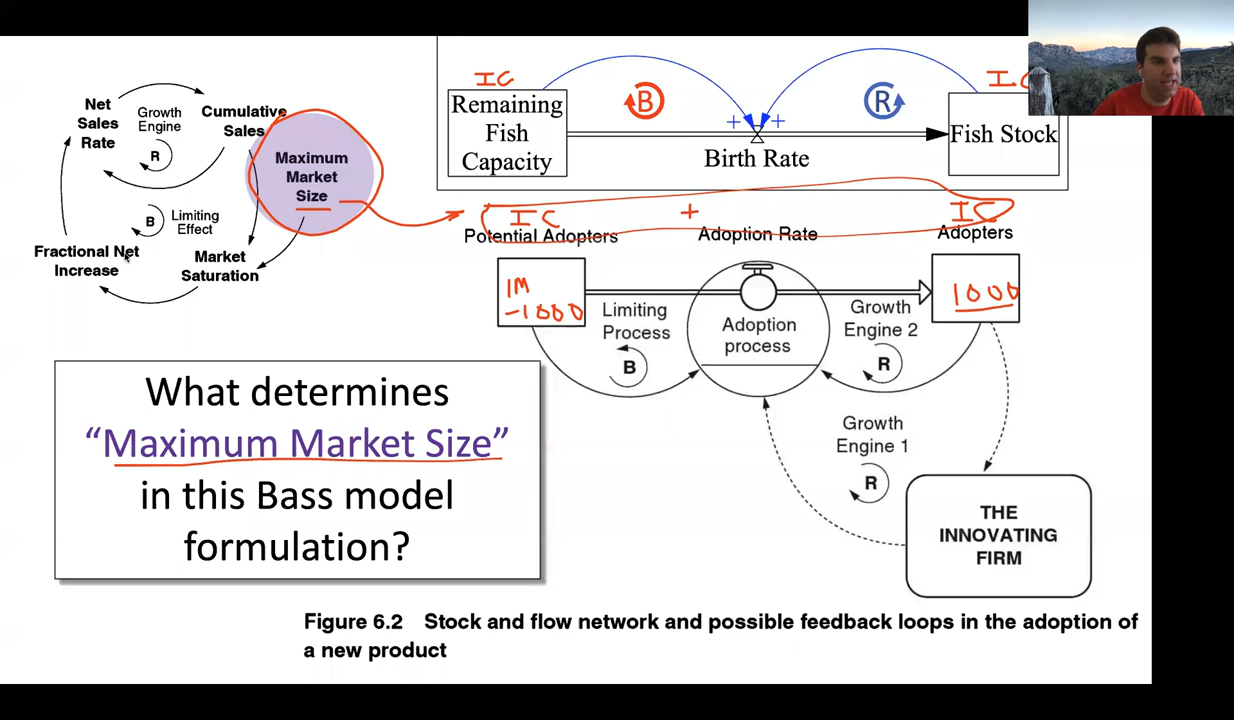 Net
Sales
Rate
Growth
Engine
R
Cumulative
Sales
Maximum
Market
Size
B
Limiting
Effect
Fractional Net
Increase
Market
Saturation
IC
Remaining
Fish
Capacity
B
+
+
Birth Rate
R
I
Fish Stock
IC
+
IC
Potential Adopters
Adoption Rate
Adopters
1M
-1000
Limiting
Process
B
Adoption
process
Growth
Engine 2
R
1000
Growth
Engine 1
R
THE
INNOVATING
FIRM
What determines
“Maximum Market Size”
in this Bass model
formulation?
Figure 6.2 Stock and flow network and possible feedback loops in the adoption of
a new product